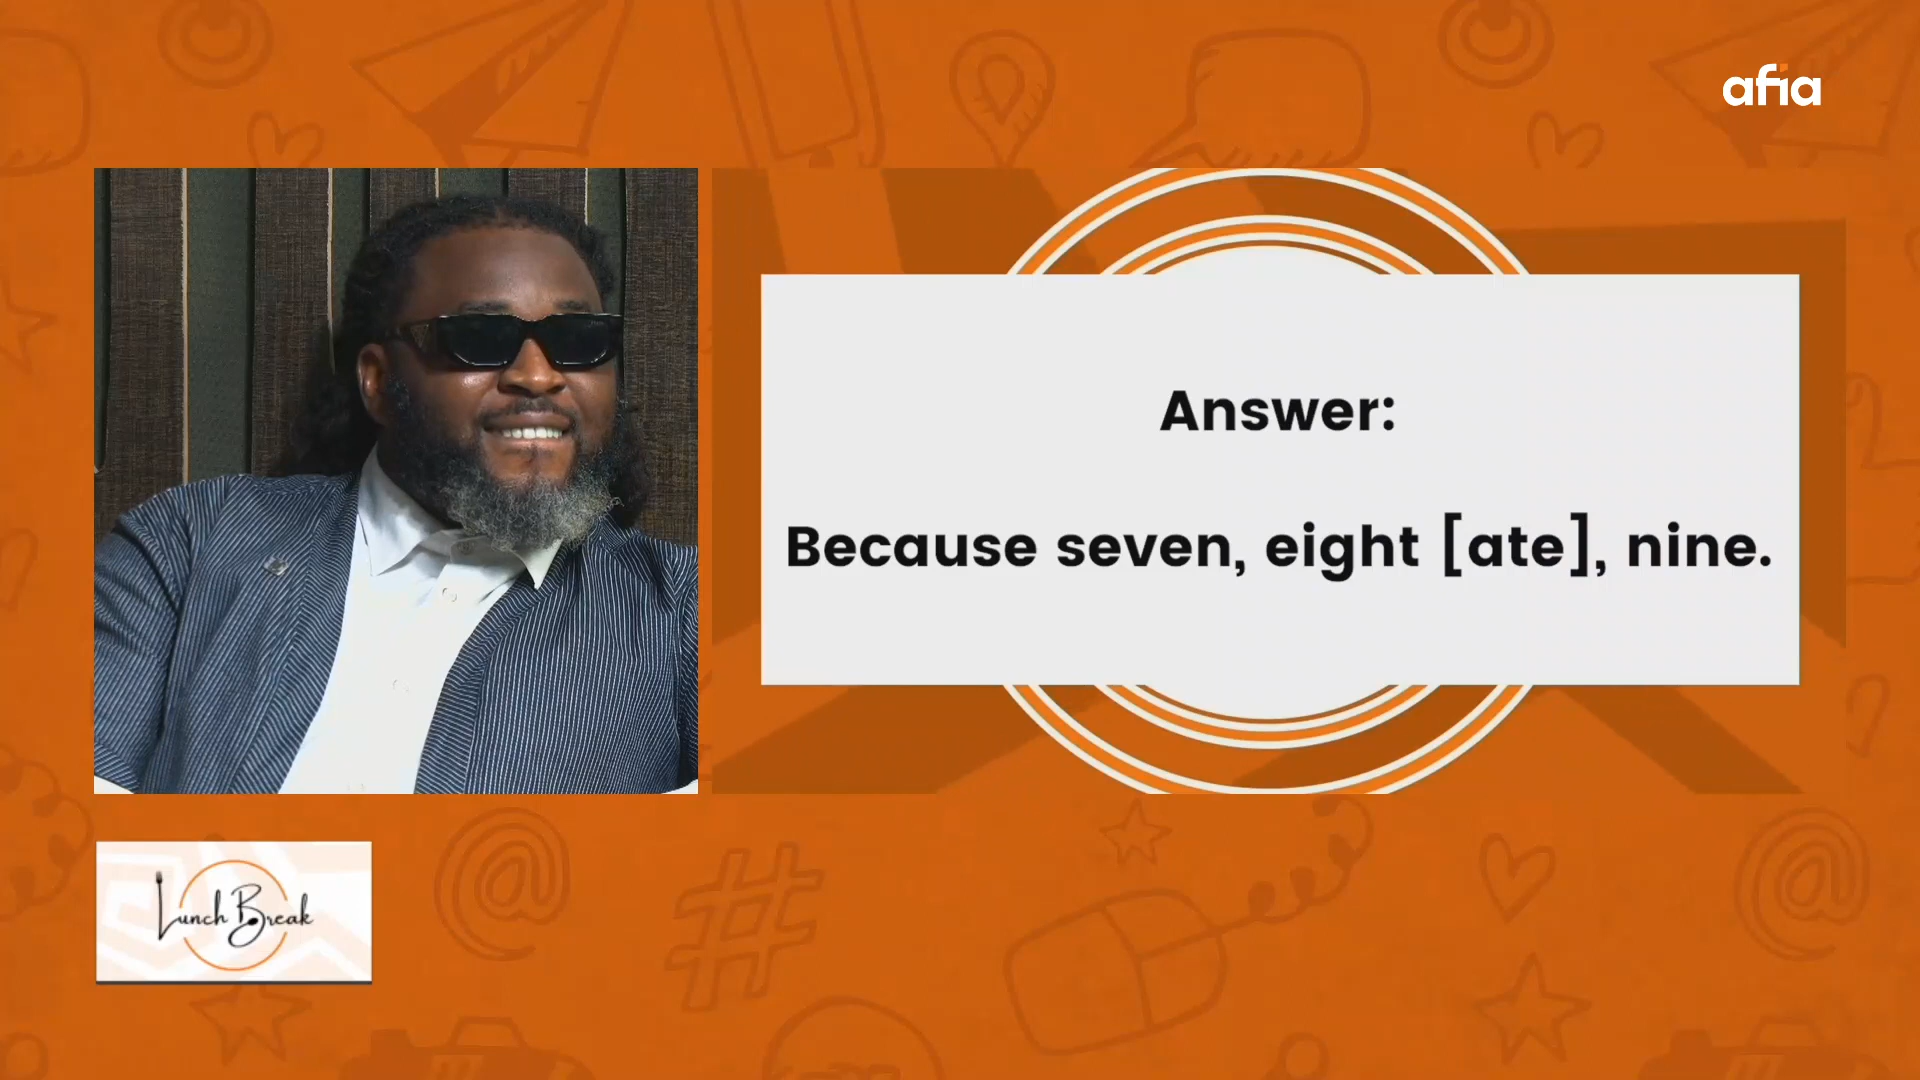 afia
Answer:
Because seven, eight [ate], nine.
Lunch Break